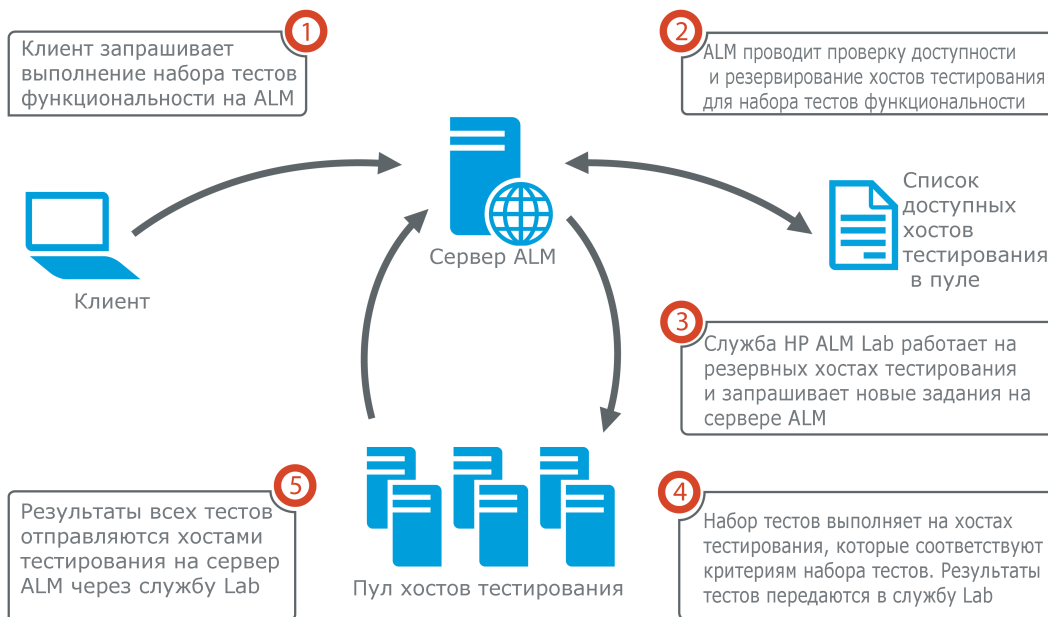 1
Клиент запрашивает
выполнение набора тестов
функциональности на ALM
2
ALM проводит проверку доступности
и резервирование хостов тестирования
для набора тестов функциональности
Клиент
Сервер ALM
Список
доступных
хостов
тестирования
в пуле
3
Служба HP ALM Lab работает на
резервных хостах тестирования
и запрашивает новые задания на
сервере ALM
5
Результаты всех тестов
отправляются хостами
тестирования на сервер
ALM через службу Lab
Пул хостов тестирования
4
Набор тестов выполняет на хостах
тестирования, которые соответствуют
критериям набора тестов. Результаты
тестов передаются в службу Lab